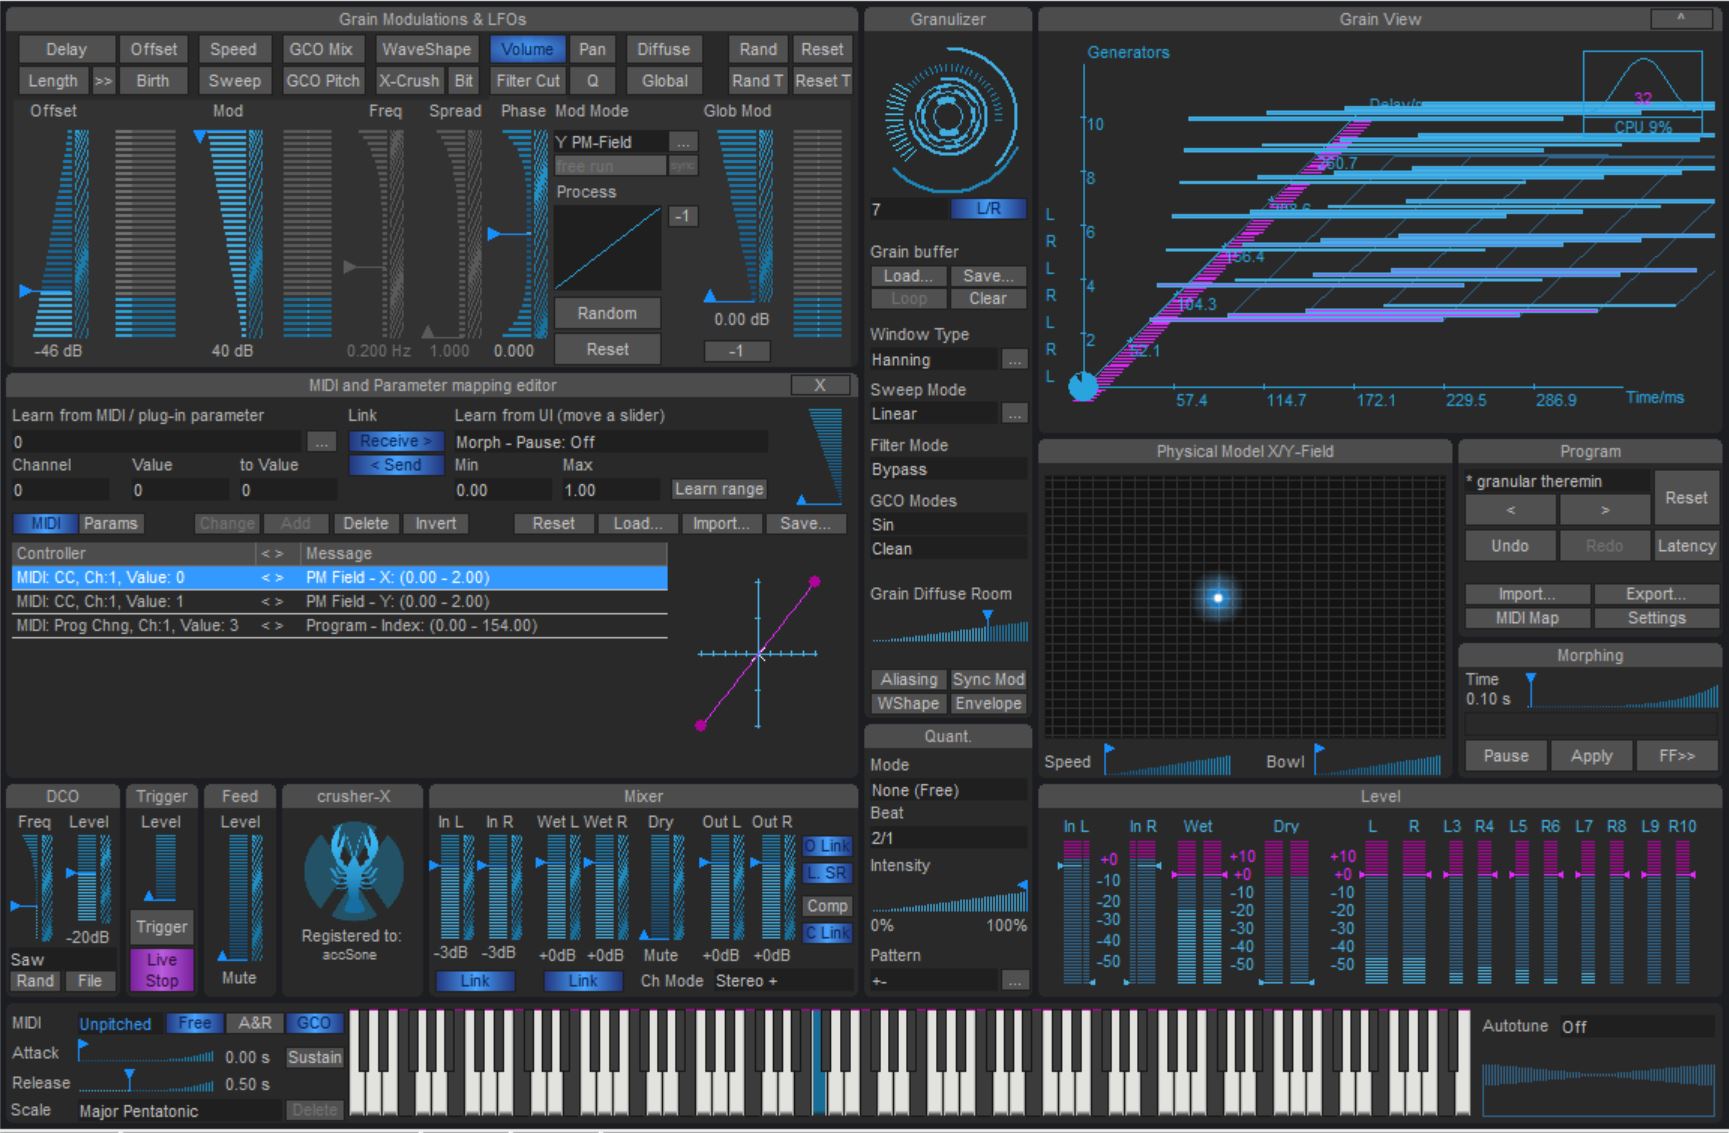 Grain Modulations & LFOs
Delay Offset Speed GCO Mix WaveShape Volume Pan Diffuse Rand Reset
Length >> Birth Sweep GCO Pitch X-Crush Bit Filter Cut Q Global Rand T Reset T
Offset Mod Freq Spread Phase Mod Mode Glob Mod
Y PM-Field ...
free run sync
Process
-1
Random
0.00 dB
Reset
-46 dB 40 dB 0.200 Hz 1.000 0.000 -1
MIDI and Parameter mapping editor X
Learn from MIDI / plug-in parameter Link Learn from UI (move a slider)
0 ... Receive > Morph - Pause: Off
Channel Value to Value < Send Min Max
0 0 0 0.00 1.00 Learn range
MIDI Params Change Add Delete Invert Reset Load... Import... Save...
Controller < > Message
MIDI: CC, Ch:1, Value: 0 < > PM Field - X: (0.00 - 2.00)
MIDI: CC, Ch:1, Value: 1 < > PM Field - Y: (0.00 - 2.00)
MIDI: Prog Chng, Ch:1, Value: 3 < > Program - Index: (0.00 - 154.00)
Granulizer
7 L/R
Grain buffer
Load... Save...
Loop Clear
Window Type
Hanning ...
Sweep Mode
Linear ...
Filter Mode
Bypass
GCO Modes
Sin
Clean
Grain Diffuse Room
Aliasing Sync Mod
WShape Envelope
Quant.
Mode
None (Free)
Beat
2/1
Intensity
0% 100%
Pattern
+- ...
Grain View ^
Generators
32
CPU 9%
10
8
6
4
2
L
R
L
R
L
R
L
260.7
156.4
104.3
52.1
57.4 114.7 172.1 229.5 286.9 Time/ms
Physical Model X/Y-Field
Speed Bowl
Program
* granular theremin Reset
< >
Undo Redo Latency
Import... Export...
MIDI Map Settings
Morphing
Time
0.10 s
Pause Apply FF>>
DCO
Freq Level
-20dB
Saw
Rand File
Trigger
Level
Trigger
Live
Stop
Feed
Level
Mute
crusher-X
Registered to:
accSone
Mixer
In L In R Wet L Wet R Dry Out L Out R
O Link
L. SR
Comp
C Link
-3dB -3dB +0dB +0dB Mute +0dB +0dB
Link Link Ch Mode Stereo +
Level
In L In R Wet Dry L R L3 R4 L5 R6 L7 R8 L9 R10
+0 +10 +10
-10 +0 +0
-20 -10 -10
-30 -20 -20
-40 -30 -30
-50 -40 -40
-50 -50
MIDI Unpitched Free A&R GCO
Attack 0.00 s Sustain
Release 0.50 s
Scale Major Pentatonic Delete
Autotune Off